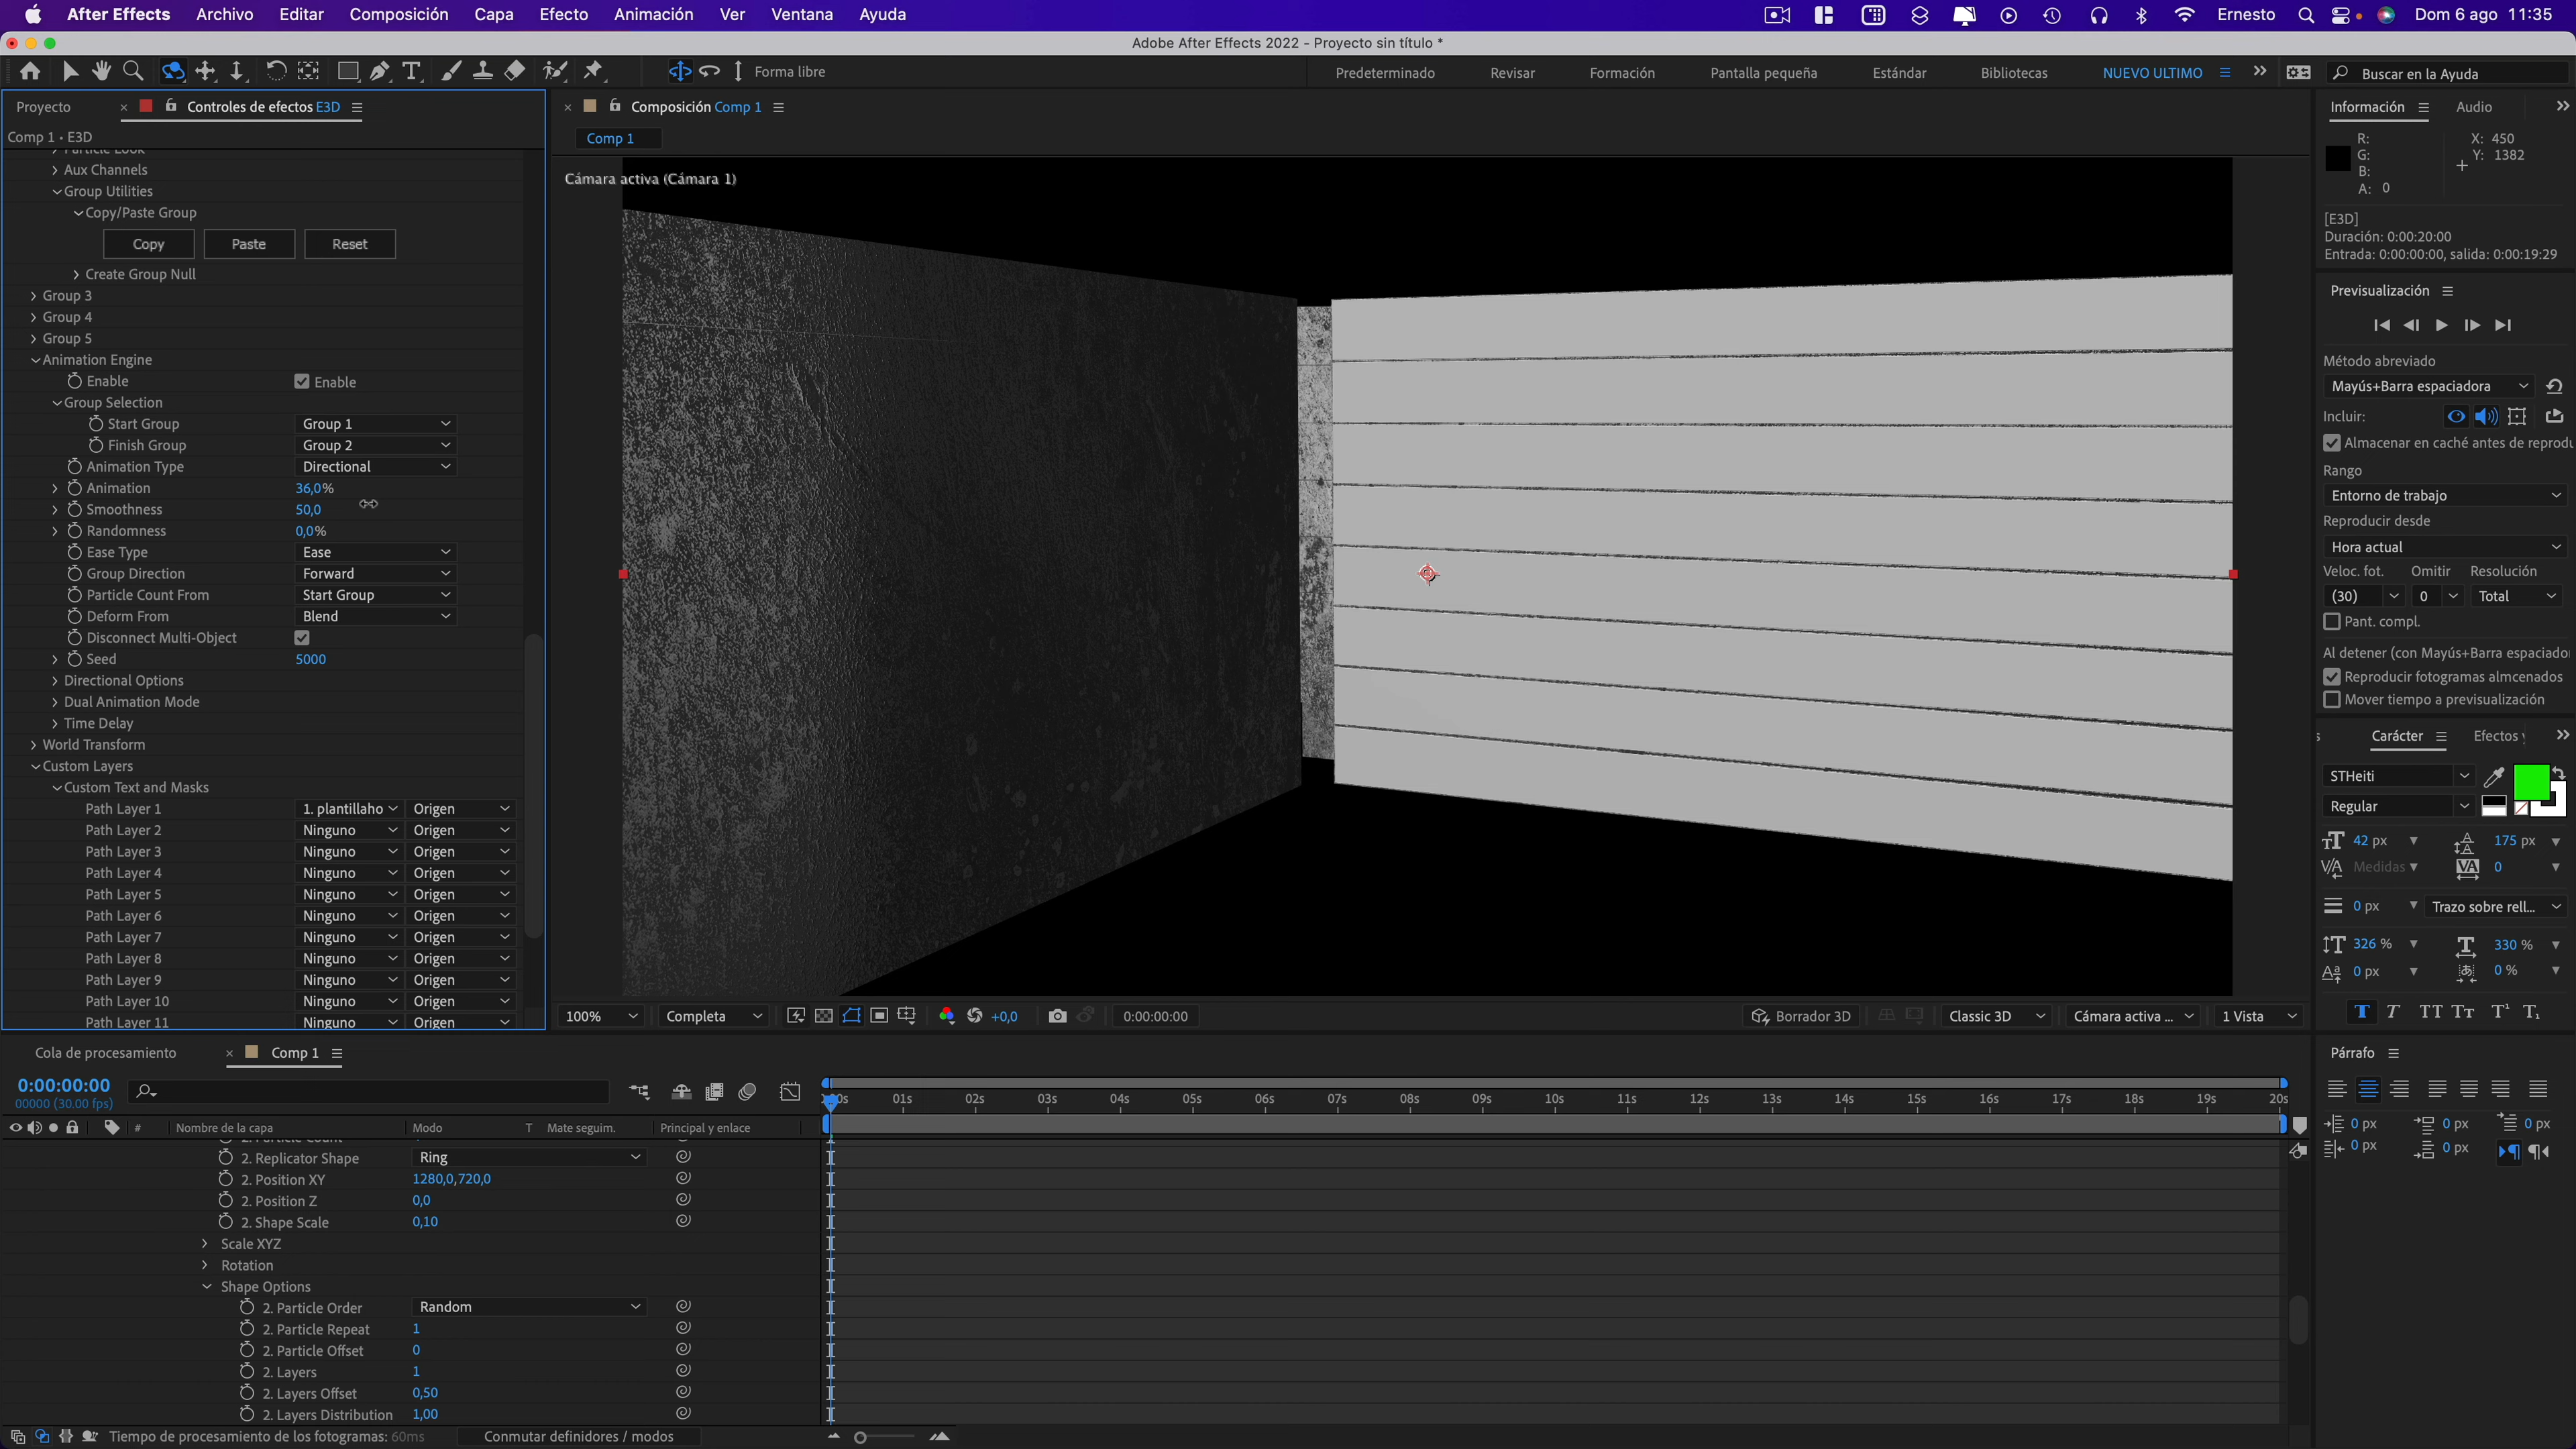 After Effects Archivo Editar Composición Capa Efecto Animación Ver Ventana Ayuda Ernesto Dom 6 ago 11:35
Adobe After Effects 2022 - Proyecto sin título *
Forma libre Predeterminado Revisar Formación Pantalla pequeña Estándar Bibliotecas NUEVO ULTIMO Buscar en la Ayuda
Proyecto Controles de efectos E3D
Comp 1 • E3D
Particle Look
Aux Channels
Group Utilities
Copy/Paste Group
Copy Paste Reset
Create Group Null
Group 3
Group 4
Group 5
Animation Engine
Enable Enable
Group Selection
Start Group Group 1
Finish Group Group 2
Animation Type Directional
Animation 36,0%
Smoothness 50,0
Randomness 0,0%
Ease Type Ease
Group Direction Forward
Particle Count From Start Group
Deform From Blend
Disconnect Multi-Object
Seed 5000
Directional Options
Dual Animation Mode
Time Delay
World Transform
Custom Layers
Custom Text and Masks
Path Layer 1 1. plantillaho Origen
Path Layer 2 Ninguno Origen
Path Layer 3 Ninguno Origen
Path Layer 4 Ninguno Origen
Path Layer 5 Ninguno Origen
Path Layer 6 Ninguno Origen
Path Layer 7 Ninguno Origen
Path Layer 8 Ninguno Origen
Path Layer 9 Ninguno Origen
Path Layer 10 Ninguno Origen
Path Layer 11 Ninguno Origen
Composición Comp 1
Comp 1
Cámara activa (Cámara 1)
100% Completa +0,0 0:00:00:00 Borrador 3D Classic 3D Cámara activa ... 1 Vista
Información Audio
R: X: 450
G: Y: 1382
B:
A: 0
[E3D]
Duración: 0:00:20:00
Entrada: 0:00:00:00, salida: 0:00:19:29
Previsualización
Método abreviado
Mayús+Barra espaciadora
Incluir:
Almacenar en caché antes de reprodu
Rango
Entorno de trabajo
Reproducir desde
Hora actual
Veloc. fot. Omitir Resolución
(30) 0 Total
Pant. compl.
Al detener (con Mayús+Barra espaciado
Reproducir fotogramas almcenados
Mover tiempo a previsualización
s Carácter Efectos y
STHeiti
Regular
42 px 175 px
Medidas 0
0 px Trazo sobre rell...
326 % 330 %
0 px 0 %
T T TT Tt T¹ T₁
Párrafo
0 px 0 px 0 px
0 px 0 px
Cola de procesamiento Comp 1
0:00:00:00
00000 (30.00 fps)
:00s 01s 02s 03s 04s 05s 06s 07s 08s 09s 10s 11s 12s 13s 14s 15s 16s 17s 18s 19s 20s
# Nombre de la capa Modo T Mate seguim. Principal y enlace
2. Particle Count
2. Replicator Shape Ring
2. Position XY 1280,0,720,0
2. Position Z 0,0
2. Shape Scale 0,10
Scale XYZ
Rotation
Shape Options
2. Particle Order Random
2. Particle Repeat 1
2. Particle Offset 0
2. Layers 1
2. Layers Offset 0,50
2. Layers Distribution 1,00
Tiempo de procesamiento de los fotogramas: 60ms Conmutar definidores / modos